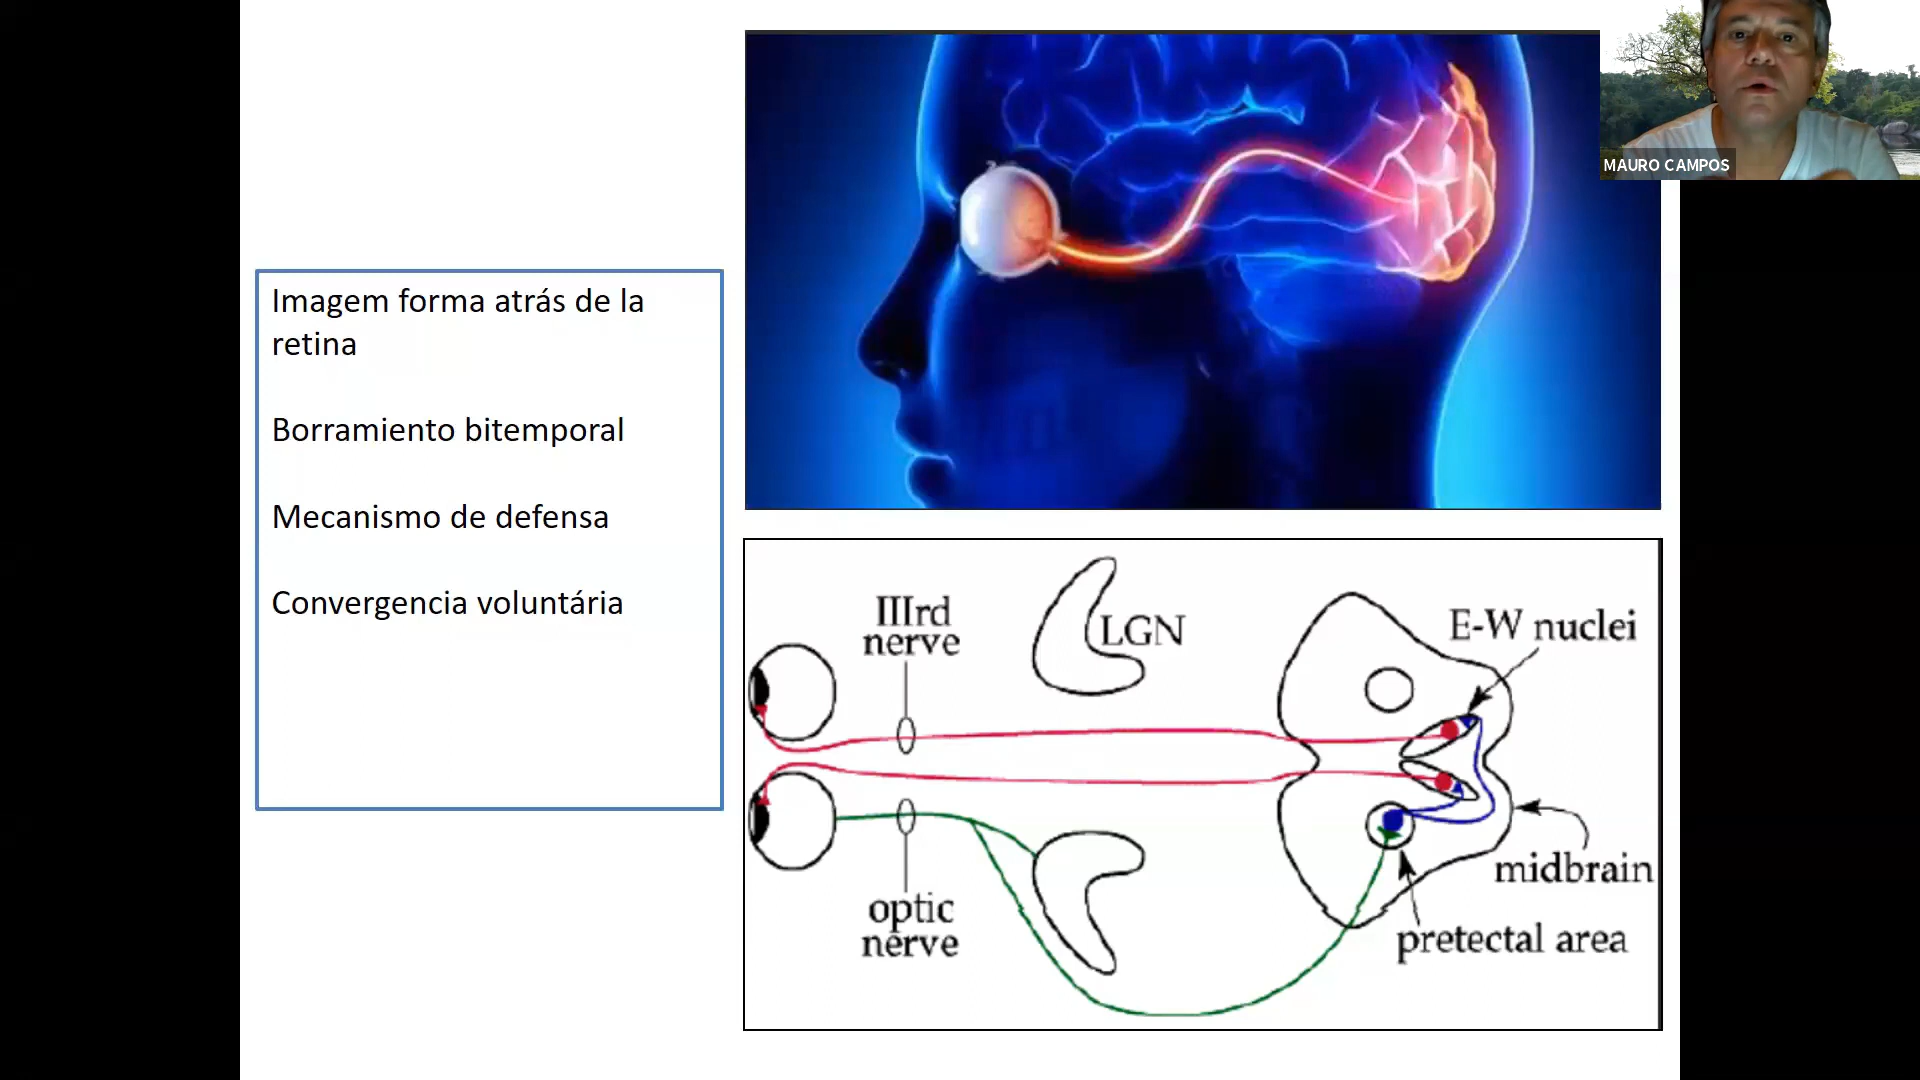 Imagem forma atrás de la
retina
Borramiento bitemporal
Mecanismo de defensa
Convergencia voluntária
MAURO CAMPOS
IIIrd
nerve
LGN
E-W nuclei
midbrain
optic
nerve
pretectal area